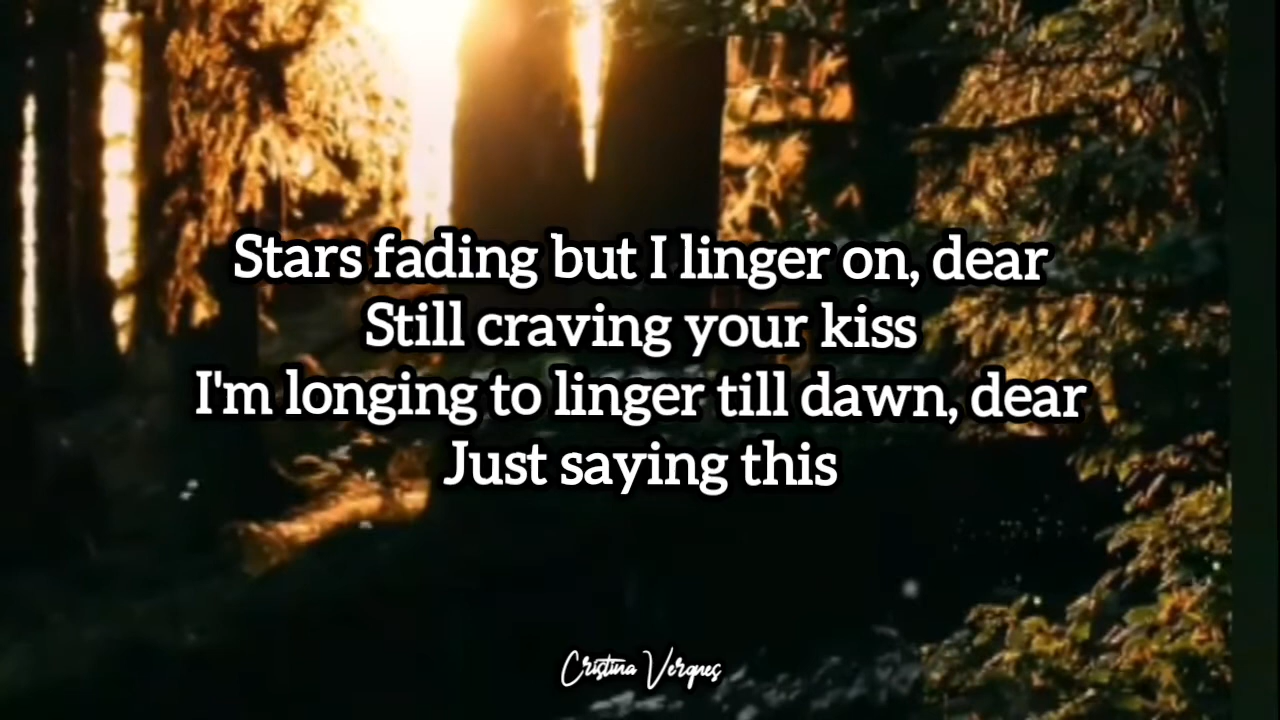 Stars fading but I linger on, dear
Still craving your kiss
I'm longing to linger till dawn, dear
Just saying this
Cristina Verques